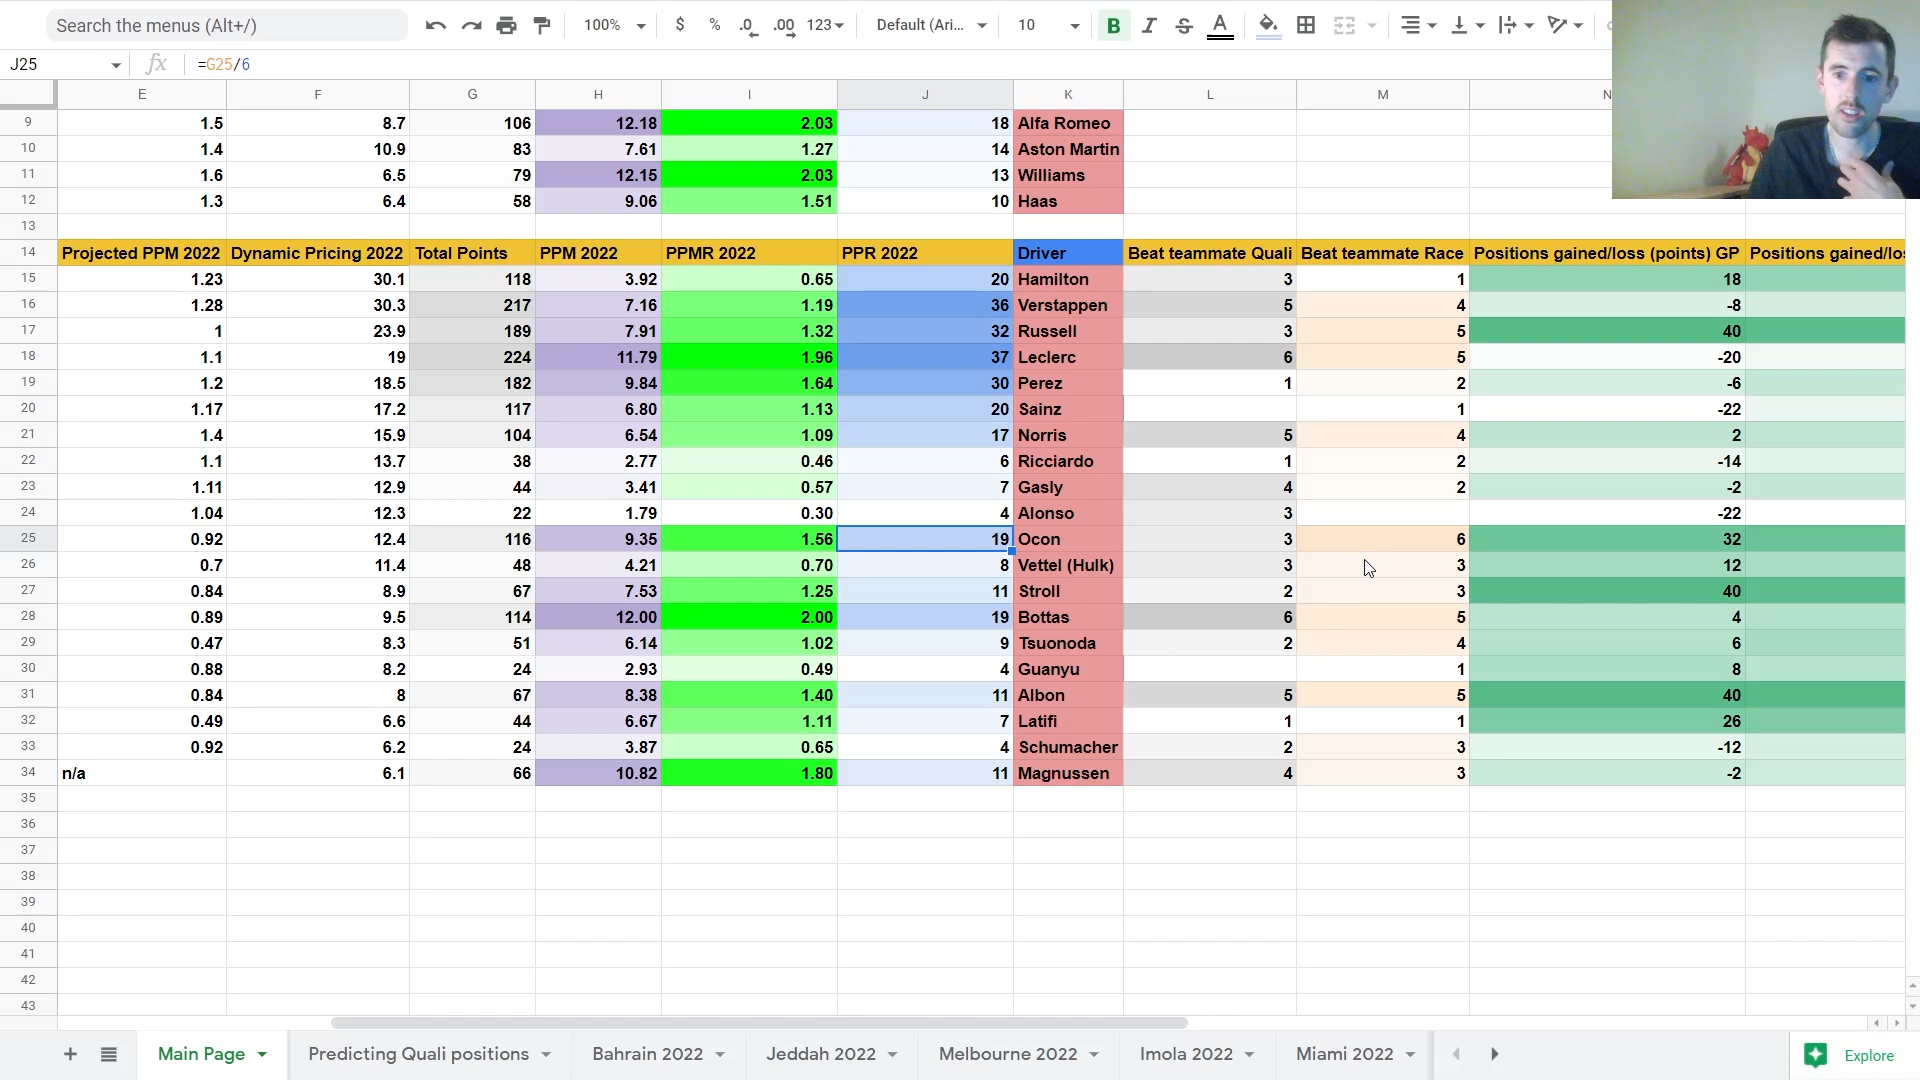 Search the menus (Alt+/)
100%
$
%
.0
.00
123
Default (Ari...
10
B
I
S
A
J25
fx
=G25/6
E F G H I J K L M N
9 1.5 8.7 106 12.18 2.03 18 Alfa Romeo
10 1.4 10.9 83 7.61 1.27 14 Aston Martin
11 1.6 6.5 79 12.15 2.03 13 Williams
12 1.3 6.4 58 9.06 1.51 10 Haas
13
14 Projected PPM 2022 Dynamic Pricing 2022 Total Points PPM 2022 PPMR 2022 PPR 2022 Driver Beat teammate Quali Beat teammate Race Positions gained/loss (points) GP Positions gained/los
15 1.23 30.1 118 3.92 0.65 20 Hamilton 3 1 18
16 1.28 30.3 217 7.16 1.19 36 Verstappen 5 4 -8
17 1 23.9 189 7.91 1.32 32 Russell 3 5 40
18 1.1 19 224 11.79 1.96 37 Leclerc 6 5 -20
19 1.2 18.5 182 9.84 1.64 30 Perez 1 2 -6
20 1.17 17.2 117 6.80 1.13 20 Sainz 1 -22
21 1.4 15.9 104 6.54 1.09 17 Norris 5 4 2
22 1.1 13.7 38 2.77 0.46 6 Ricciardo 1 2 -14
23 1.11 12.9 44 3.41 0.57 7 Gasly 4 2 -2
24 1.04 12.3 22 1.79 0.30 4 Alonso 3 -22
25 0.92 12.4 116 9.35 1.56 19 Ocon 3 6 32
26 0.7 11.4 48 4.21 0.70 8 Vettel (Hulk) 3 3 12
27 0.84 8.9 67 7.53 1.25 11 Stroll 2 3 40
28 0.89 9.5 114 12.00 2.00 19 Bottas 6 5 4
29 0.47 8.3 51 6.14 1.02 9 Tsuonoda 2 4 6
30 0.88 8.2 24 2.93 0.49 4 Guanyu 1 8
31 0.84 8 67 8.38 1.40 11 Albon 5 5 40
32 0.49 6.6 44 6.67 1.11 7 Latifi 1 1 26
33 0.92 6.2 24 3.87 0.65 4 Schumacher 2 3 -12
34 n/a 6.1 66 10.82 1.80 11 Magnussen 4 3 -2
35
36
37
38
39
40
41
42
43
+ Main Page Predicting Quali positions Bahrain 2022 Jeddah 2022 Melbourne 2022 Imola 2022 Miami 2022 Explore